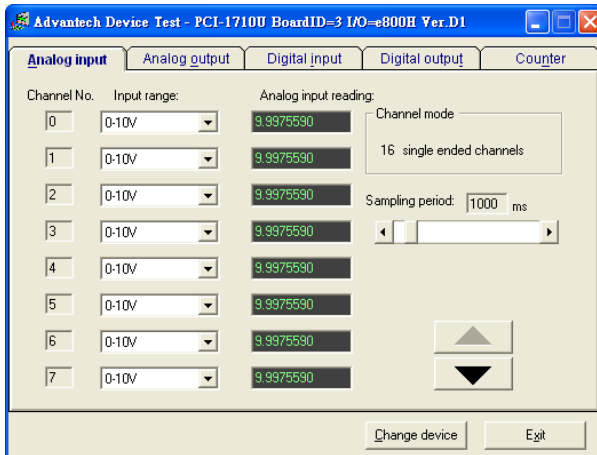 Advantech Device Test - PCI-1710U BoardID=3 I/O=e800H Ver.D1
Analog input Analog output Digital input Digital output Counter
Channel No. Input range: Analog input reading:
Channel mode
0 0-10V 9.9975590
16 single ended channels
1 0-10V 9.9975590
2 0-10V 9.9975590
Sampling period: 1000 ms
3 0-10V 9.9975590
4 0-10V 9.9975590
5 0-10V 9.9975590
6 0-10V 9.9975590
7 0-10V 9.9975590
Change device Exit